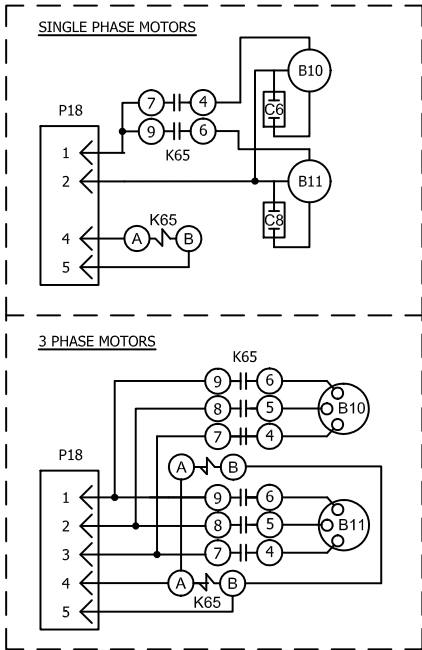 SINGLE PHASE MOTORS
B10
7 4
C6
P18
9 6
1
K65
2
B11
K65
C8
4 A B
5
3 PHASE MOTORS
K65
9 6
8 5 B10
7 4
P18
A B
1 9 6
2 8 5 B11
3 7 4
4 A B
K65
5